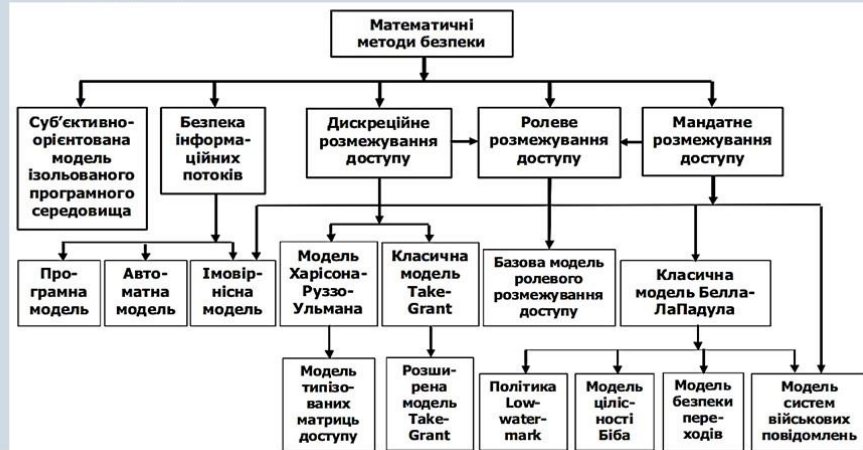 Математичні
методи безпеки
Суб’єктивно-
орієнтована
модель
ізольованого
програмного
середовища
Безпека
інформа-
ційних
потоків
Дискреційне
розмежування
доступу
Ролеве
розмежування
доступу
Мандатне
розмежування
доступу
Про-
грамна
модель
Авто-
матна
модель
Імовір-
нісна
модель
Модель
Харісона-
Руззо-
Ульмана
Класична
модель
Take-
Grant
Базова модель
ролевого
розмежування
доступу
Класична
модель Белла-
ЛаПадула
Модель
типізо-
ваних
матриць
доступу
Розши-
рена
модель
Take-
Grant
Політика
Low-
water-
mark
Модель
цілісі-
ності
Біба
Модель
безпеки
пере-
ходів
Модель
систем
військових
повідомлень